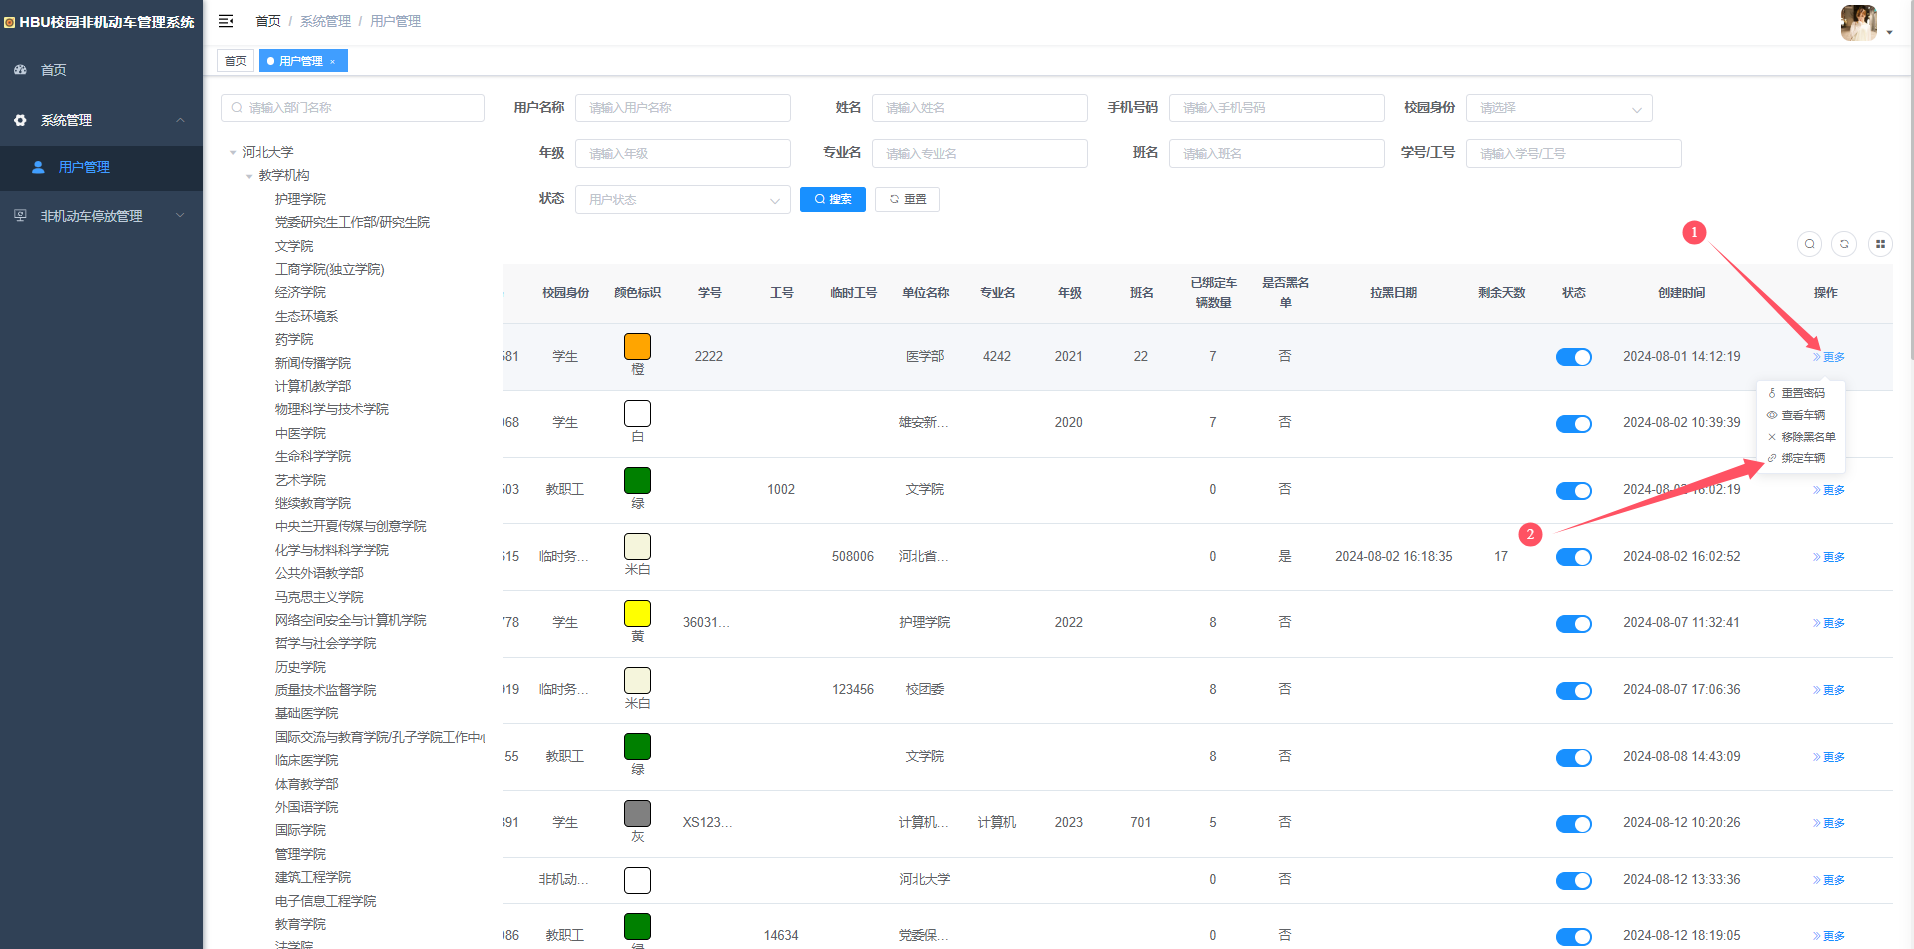 HBU校园非机动车管理系统
首页 / 系统管理 / 用户管理
首页
系统管理
用户管理
非机动车停放管理
首页
用户管理 ×
请输入部门名称
河北大学
教学机构
护理学院
党委研究生工作部/研究生院
文学院
工商学院(独立学院)
经济学院
生态环境系
药学院
新闻传播学院
计算机教学部
物理科学与技术学院
中医学院
生命科学学院
艺术学院
继续教育学院
中央兰开夏传媒与创意学院
化学与材料科学学院
公共外语教学部
马克思主义学院
网络空间安全与计算机学院
哲学与社会学学院
历史学院
质量技术监督学院
基础医学院
国际交流与教育学院/孔子学院工作中
临床医学院
体育教学部
外国语学院
国际学院
管理学院
建筑工程学院
电子信息工程学院
教育学院
法学院
用户名称 请输入用户名称 姓名 请输入姓名 手机号码 请输入手机号码 校园身份 请选择
年级 请输入年级 专业名 请输入专业名 班名 请输入班名 学号/工号 请输入学号/工号
状态 用户状态 搜索 重置
1
校园身份 颜色标识 学号 工号 临时工号 单位名称 专业名 年级 班名 已绑定车辆数量 是否黑名单 拉黑日期 剩余天数 状态 创建时间 操作
581 学生 橙 2222 医学部 4242 2021 22 7 否 2024-08-01 14:12:19 更多
重置密码
查看车辆
移除黑名单
绑定车辆
068 学生 白 雄安新... 2020 7 否 2024-08-02 10:39:39
503 教职工 绿 1002 文学院 0 否 2024-08-02 16:02:19 更多
2
515 临时务... 米白 508006 河北省... 0 是 2024-08-02 16:18:35 17 2024-08-02 16:02:52 更多
778 学生 黄 36031... 护理学院 2022 8 否 2024-08-07 11:32:41 更多
019 临时务... 米白 123456 校团委 8 否 2024-08-07 17:06:36 更多
55 教职工 绿 文学院 8 否 2024-08-08 14:43:09 更多
391 学生 灰 XS123... 计算机... 计算机 2023 701 5 否 2024-08-12 10:20:26 更多
非机动... 河北大学 0 否 2024-08-12 13:33:36 更多
086 教职工 绿 14634 党委保... 0 否 2024-08-12 18:19:05 更多